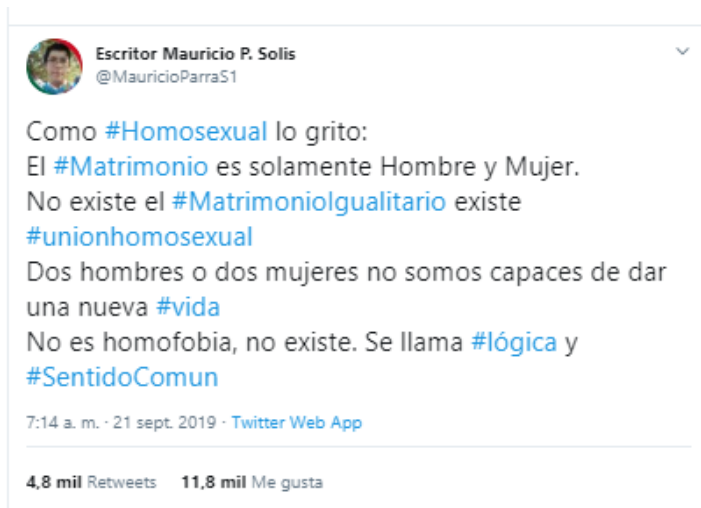 Escritor Mauricio P. Solis
@MauricioParraS1
Como #Homosexual lo grito:
El #Matrimonio es solamente Hombre y Mujer.
No existe el #MatrimonioIgualitario existe
#unionhomosexual
Dos hombres o dos mujeres no somos capaces de dar
una nueva #vida
No es homofobia, no existe. Se llama #lógica y
#SentidoComun
7:14 a. m. · 21 sept. 2019 · Twitter Web App
4,8 mil Retweets 11,8 mil Me gusta